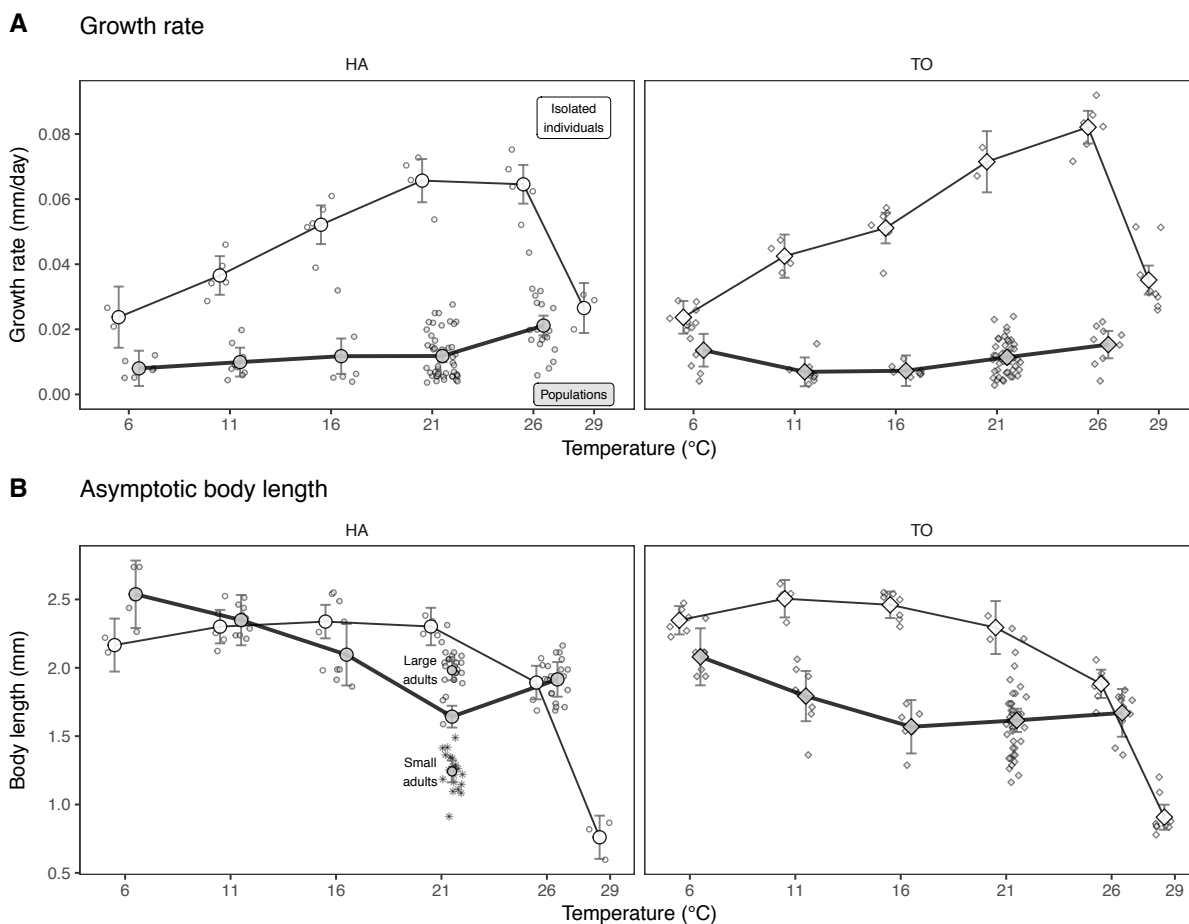 A Growth rate
HA
TO
Isolated
individuals
Populations
Growth rate (mm/day)
0.08
0.06
0.04
0.02
0.00
6 11 16 21 26 29
6 11 16 21 26 29
Temperature (°C)
B Asymptotic body length
HA
TO
Large
adults
Small
adults
Body length (mm)
2.5
2.0
1.5
1.0
0.5
6 11 16 21 26 29
6 11 16 21 26 29
Temperature (°C)